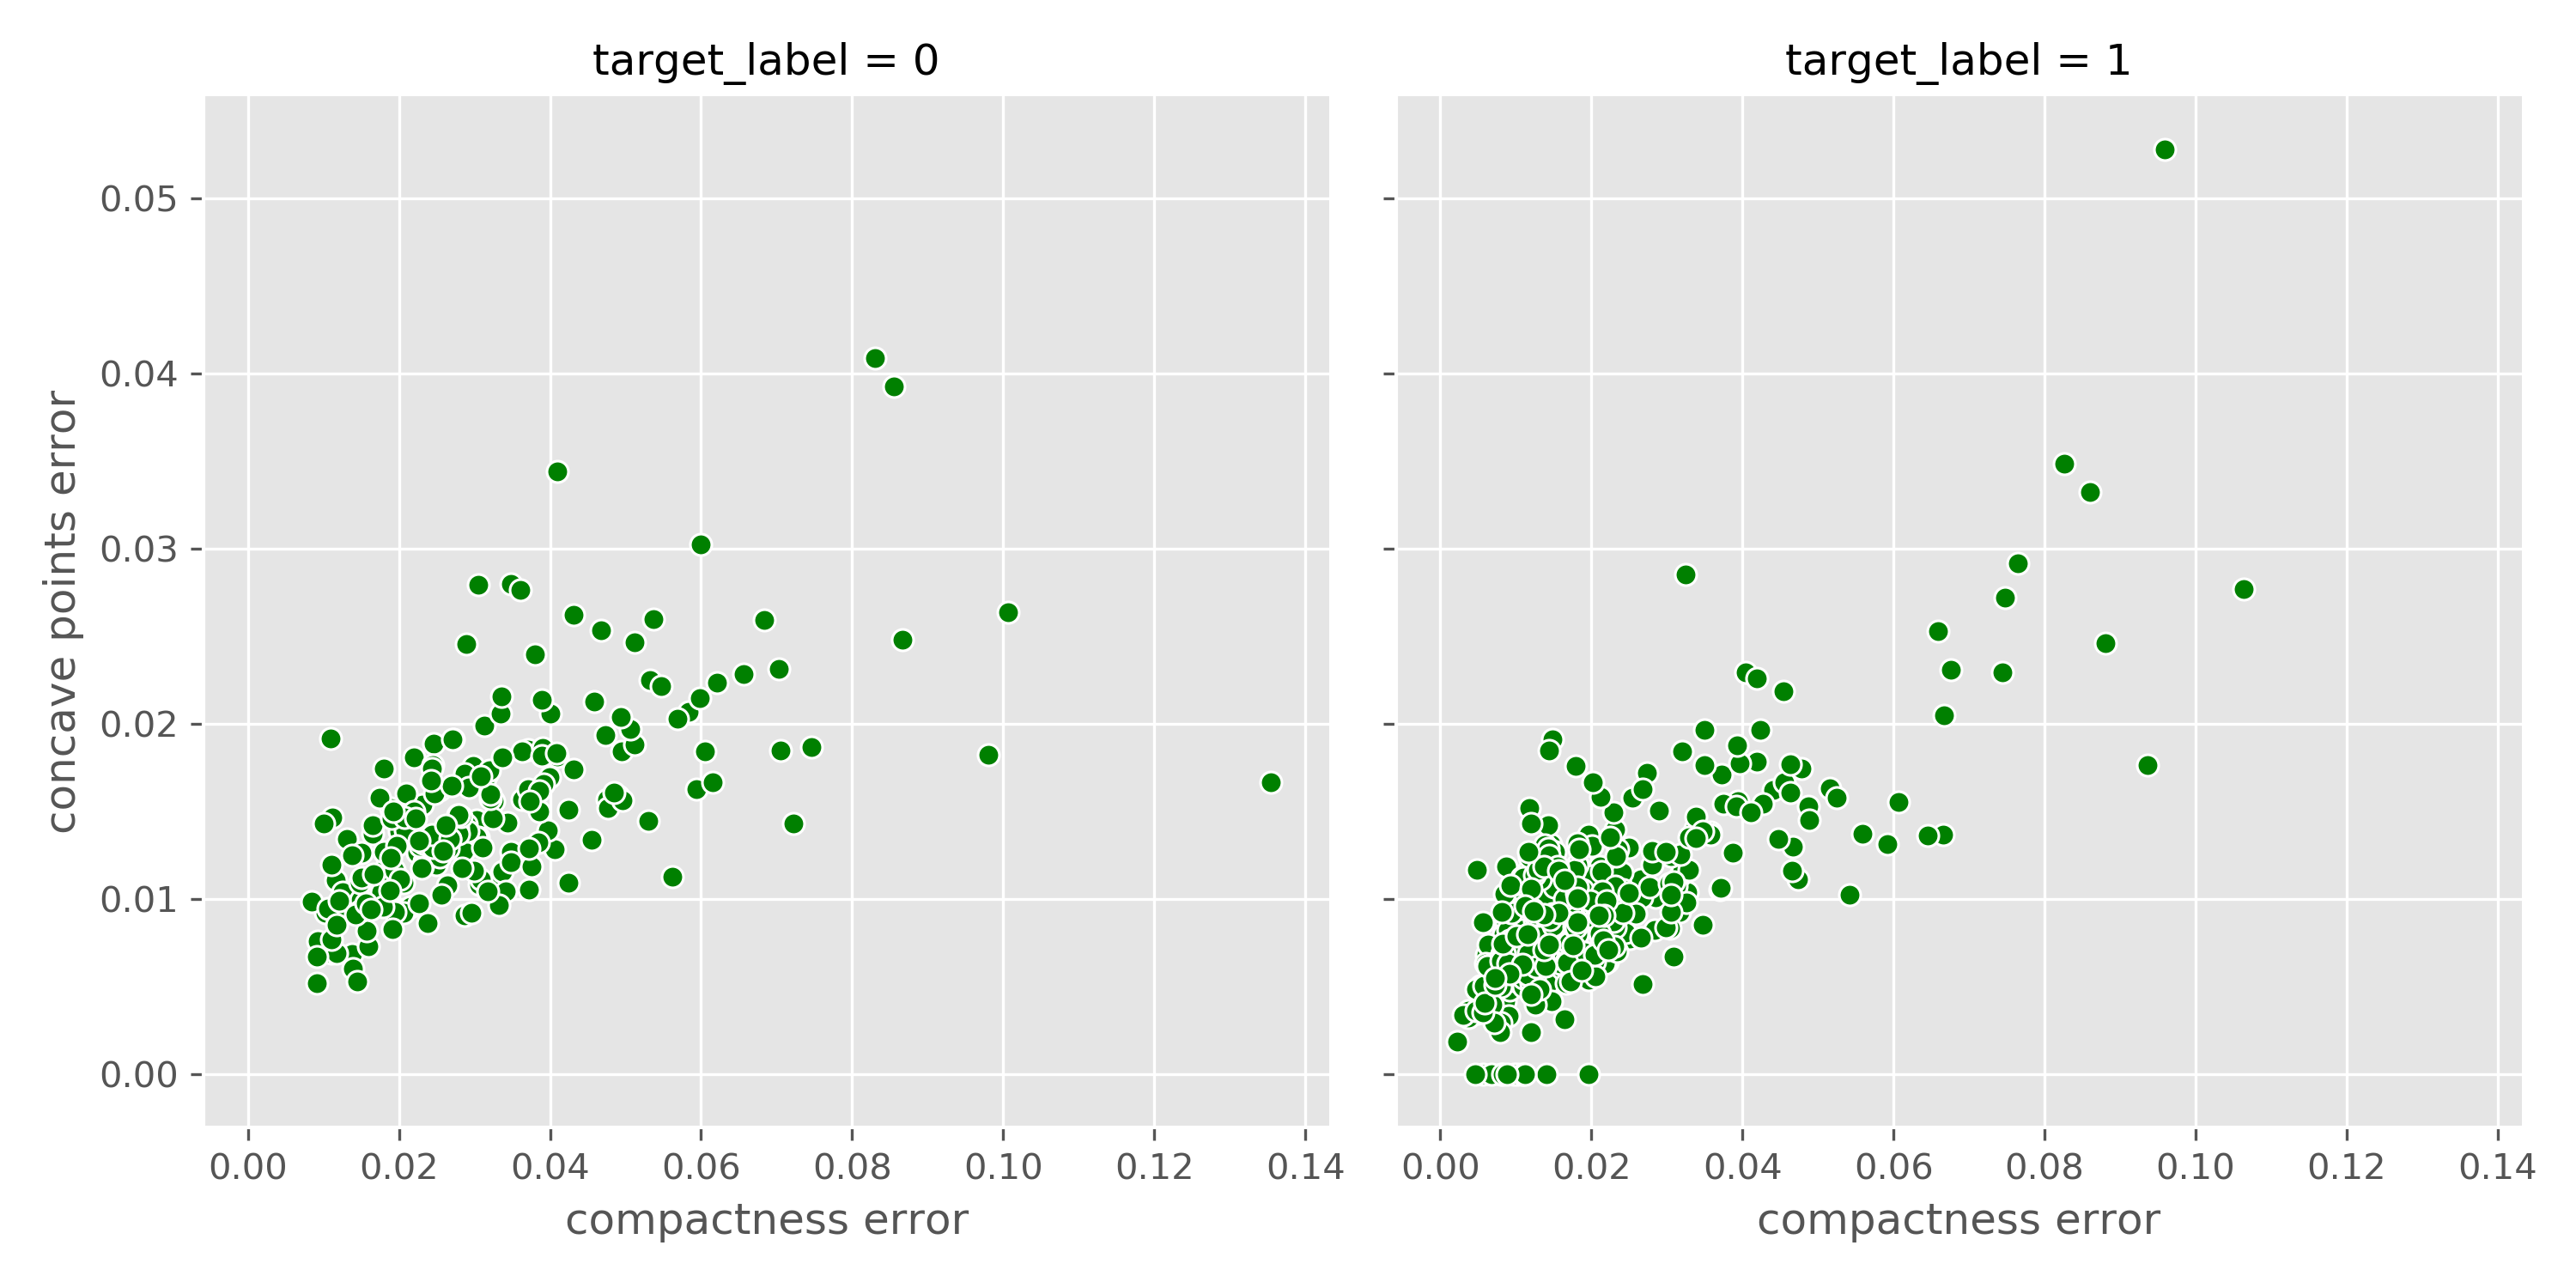 target_label = 0
target_label = 1
concave points error
0.05
0.04
0.03
0.02
0.01
0.00
0.00 0.02 0.04 0.06 0.08 0.10 0.12 0.14
0.00 0.02 0.04 0.06 0.08 0.10 0.12 0.14
compactness error
compactness error